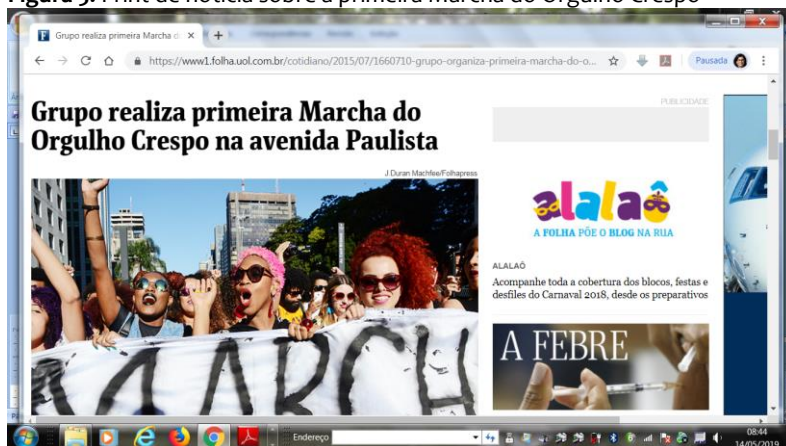 Figura 5. Print de notícia sobre a primeira Marcha do Orgulho Crespo
Grupo realiza primeira Marcha d
https://www1.folha.uol.com.br/cotidiano/2015/07/1660710-grupo-organiza-primeira-marcha-do-o...
Pausada
Grupo realiza primeira Marcha do
Orgulho Crespo na avenida Paulista
J.Duran Machfee/Folhapress
MARCH
PUBLICIDADE
alalaô
A FOLHA PÕE O BLOG NA RUA
ALALAÔ
Acompanhe toda a cobertura dos blocos, festas e
desfiles do Carnaval 2018, desde os preparativos
A FEBRE
Endereço
08:44
14/05/2019